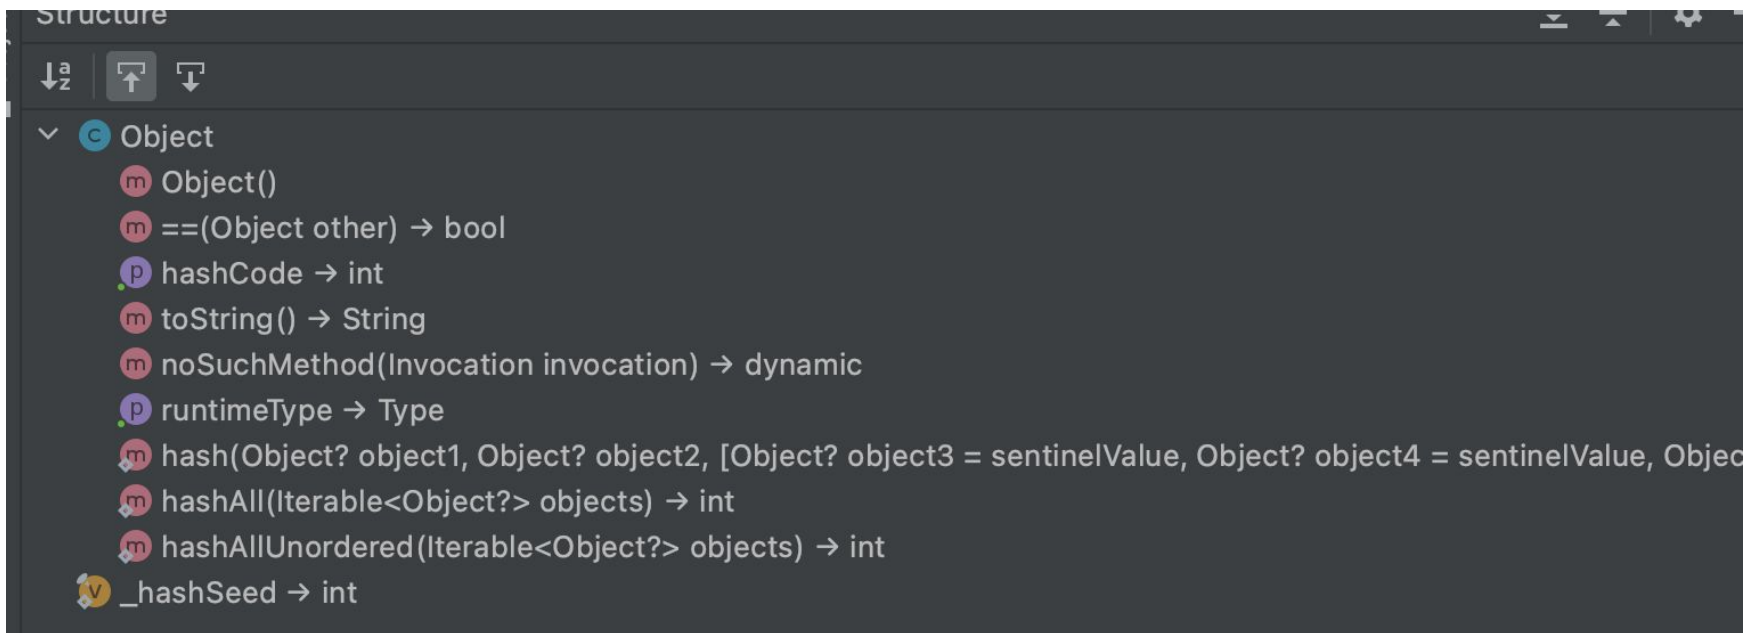 Structure
Object
Object()
==(Object other) → bool
hashCode → int
toString() → String
noSuchMethod(Invocation invocation) → dynamic
runtimeType → Type
hash(Object? object1, Object? object2, [Object? object3 = sentinelValue, Object? object4 = sentinelValue, Objec
hashAll(Iterable<Object?> objects) → int
hashAllUnordered(Iterable<Object?> objects) → int
_hashSeed → int